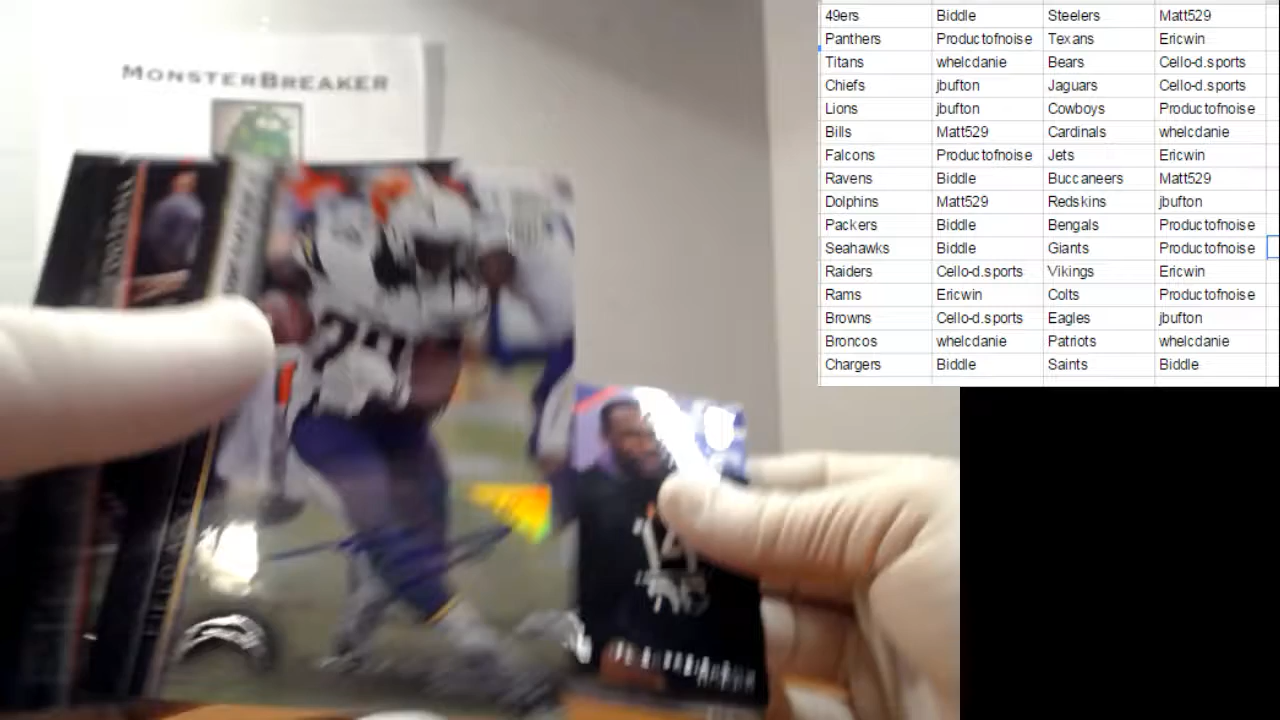 MONSTERBREAKER
49ers Biddle Steelers Matt529
Panthers Productofnoise Texans Ericwin
Titans whelcdanie Bears Cello-d.sports
Chiefs jbufton Jaguars Cello-d.sports
Lions jbufton Cowboys Productofnoise
Bills Matt529 Cardinals whelcdanie
Falcons Productofnoise Jets Ericwin
Ravens Biddle Buccaneers Matt529
Dolphins Matt529 Redskins jbufton
Packers Biddle Bengals Productofnoise
Seahawks Biddle Giants Productofnoise
Raiders Cello-d.sports Vikings Ericwin
Rams Ericwin Colts Productofnoise
Browns Cello-d.sports Eagles jbufton
Broncos whelcdanie Patriots whelcdanie
Chargers Biddle Saints Biddle